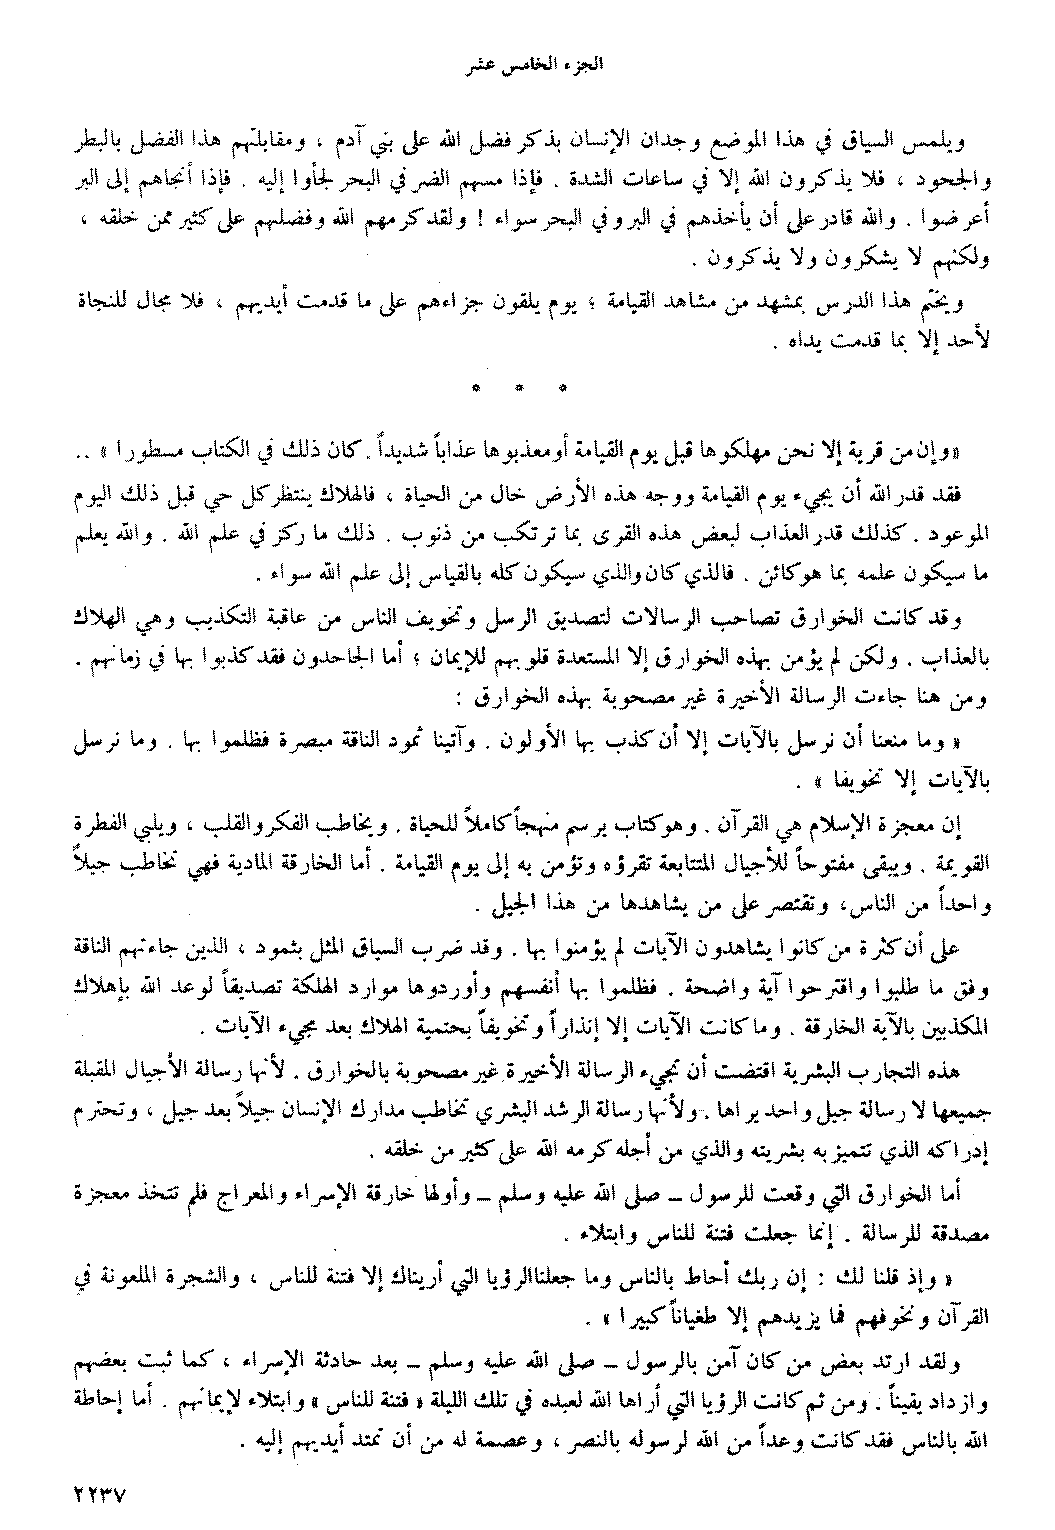 الجزء الخامس عشر
ويلمس السياق في هذا الموضع وجدان الإنسان بذكر فضل الله على بني آدم ، ومقابلتهم هذا الفضل بالبطر
والجحود ، فلا يذكرون الله إلا في ساعات الشدة . فإذا مسهم الضر في البحر لجأوا إليه . فإذا أنجاهم إلى البر
أعرضوا . والله قادر على أن يأخذهم في البر وفي البحر سواء ! ولقد كرمهم الله وفضلهم على كثير ممن خلقه ،
ولكنهم لا يشكرون ولا يذكرون .
ويختم هذا الدرس بمشهد من مشاهد القيامة ؛ يوم يلقون جزاءهم على ما قدمت أيديهم ، فلا مجال للنجاة
لأحد إلا بما قدمت يداه .
* * *
« وإن من قرية إلا نحن مهلكوها قبل يوم القيامة أو معذبوها عذاباً شديداً . كان ذلك في الكتاب مسطورا » ..
فقد قدر الله أن يجيء يوم القيامة ووجه هذه الأرض خال من الحياة ، فالهلاك ينتظر كل حي قبل ذلك اليوم
الموعود . كذلك قدر العذاب لبعض هذه القرى بما ترتكب من ذنوب . ذلك ما ركز في علم الله . والله يعلم
ما سيكون علمه بما هو كائن . فالذي كان والذي سيكون كله بالقياس إلى علم الله سواء .
وقد كانت الخوارق تصاحب الرسالات لتصديق الرسل وتخويف الناس من عاقبة التكذيب وهي الهلاك
بالعذاب . ولكن لم يؤمن بهذه الخوارق إلا المستعدة قلوبهم للإيمان ؛ أما الجاحدون فقد كذبوا بها في زمانهم .
ومن هنا جاءت الرسالة الأخيرة غير مصحوبة بهذه الخوارق :
« وما منعنا أن نرسل بالآيات إلا أن كذب بها الأولون . وآتينا ثمود الناقة مبصرة فظلموا بها . وما نرسل
بالآيات إلا تخويفا » .
إن معجزة الإسلام هي القرآن . وهو كتاب يرسم منهجاً كاملاً للحياة . ويخاطب الفكر والقلب ، ويلبي الفطرة
القويمة . ويبقى مفتوحاً للأجيال المتتابعة تقرؤه وتؤمن به إلى يوم القيامة . أما الخارقة المادية فهي تخاطب جيلاً
واحداً من الناس، وتقتصر على من يشاهدها من هذا الجيل .
على أن كثرة من كانوا يشاهدون الآيات لم يؤمنوا بها . وقد ضرب السياق المثل بثمود ، الذين جاءتهم الناقة
وفق ما طلبوا واقترحوا آية واضحة . فظلموا بها أنفسهم وأوردوها موارد الهلكة تصديقاً لوعد الله بإهلاك
المكذبين بالآية الخارقة . وما كانت الآيات إلا إنذاراً وتخويفاً بحتمية الهلاك بعد مجيء الآيات .
هذه التجارب البشرية اقتضت أن تجيء الرسالة الأخيرة غير مصحوبة بالخوارق . لأنها رسالة الأجيال المقبلة
جميعها لا رسالة جيل واحد يراها . ولأنها رسالة الرشد البشري تخاطب مدارك الإنسان جيلاً بعد جيل ، وتحترم
إدراكه الذي تتميز به بشريته والذي من أجله كرمه الله على كثير من خلقه .
أما الخوارق التي وقعت للرسول – صلى الله عليه وسلم – وأولها خارقة الإسراء والمعراج فلم تتخذ معجزة
مصدقة للرسالة . إنما جعلت فتنة للناس وابتلاء .
« وإذ قلنا لك : إن ربك أحاط بالناس وما جعلنا الرؤيا التي أريناك إلا فتنة للناس ، والشجرة الملعونة في
القرآن ونخوفهم فما يزيدهم إلا طغياناً كبيرا » .
ولقد ارتد بعض من كان آمن بالرسول – صلى الله عليه وسلم – بعد حادثة الإسراء ، كما ثبت بعضهم
وازداد يقيناً . ومن ثم كانت الرؤيا التي أراها الله لعبده في تلك الليلة « فتنة للناس » وابتلاء لإيمانهم . أما إحاطة
الله بالناس فقد كانت وعداً من الله لرسوله بالنصر ، وعصمة له من أن تمتد أيديهم إليه .
٢٢٣٧